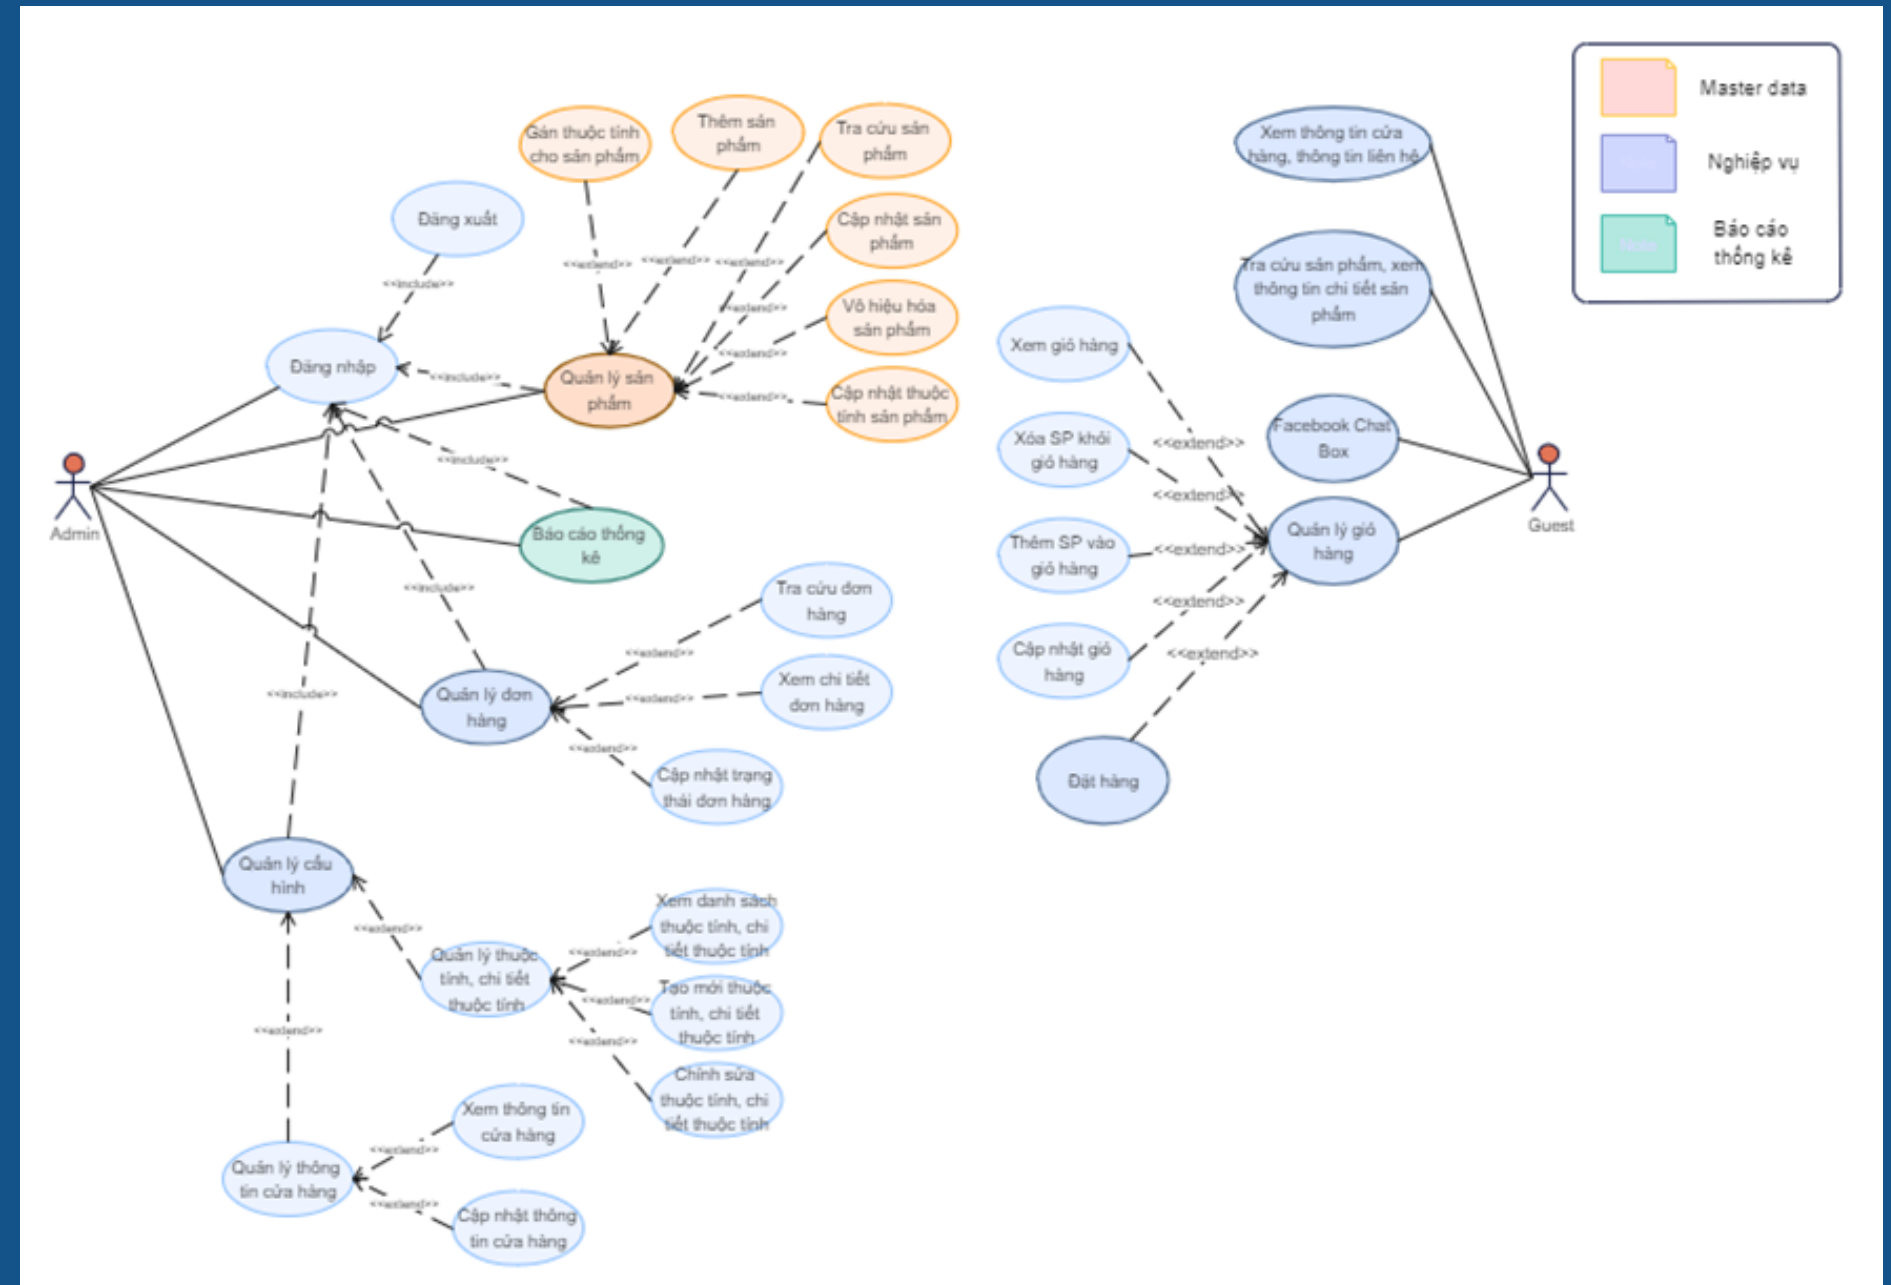 Master data
Nghiệp vụ
Báo cáo
thống kê
Gán thuộc tính
cho sản phẩm
Thêm sản
phẩm
Tra cứu sản
phẩm
Cập nhật sản
phẩm
Vô hiệu hóa
sản phẩm
Cập nhật thuộc
tính sản phẩm
Đăng xuất
<<include>>
<<extend>>
<<extend>>
<<extend>>
<<extend>>
<<extend>>
<<extend>>
Đăng nhập
<<include>>
Quản lý sản
phẩm
<<include>>
Admin
Báo cáo thống
kê
<<include>>
Tra cứu đơn
hàng
<<extend>>
Xem chi tiết
đơn hàng
<<extend>>
Quản lý đơn
hàng
<<include>>
<<extend>>
Cập nhật trạng
thái đơn hàng
Quản lý cấu
hình
<<extend>>
Quản lý thuộc
tính, chi tiết
thuộc tính
<<extend>>
<<extend>>
<<extend>>
Xem danh sách
thuộc tính, chi
tiết thuộc tính
Tạo mới thuộc
tính, chi tiết
thuộc tính
Chỉnh sửa
thuộc tính, chi
tiết thuộc tính
<<extend>>
Quản lý thông
tin cửa hàng
<<extend>>
<<extend>>
Xem thông tin
cửa hàng
Cập nhật thông
tin cửa hàng
Xem thông tin cửa
hàng, thông tin liên hệ
Tra cứu sản phẩm, xem
thông tin chi tiết sản
phẩm
Facebook Chat
Box
Quản lý giỏ
hàng
Guest
Xem giỏ hàng
<<extend>>
Xóa SP khỏi
giỏ hàng
<<extend>>
Thêm SP vào
giỏ hàng
<<extend>>
Cập nhật giỏ
hàng
<<extend>>
<<extend>>
Đặt hàng